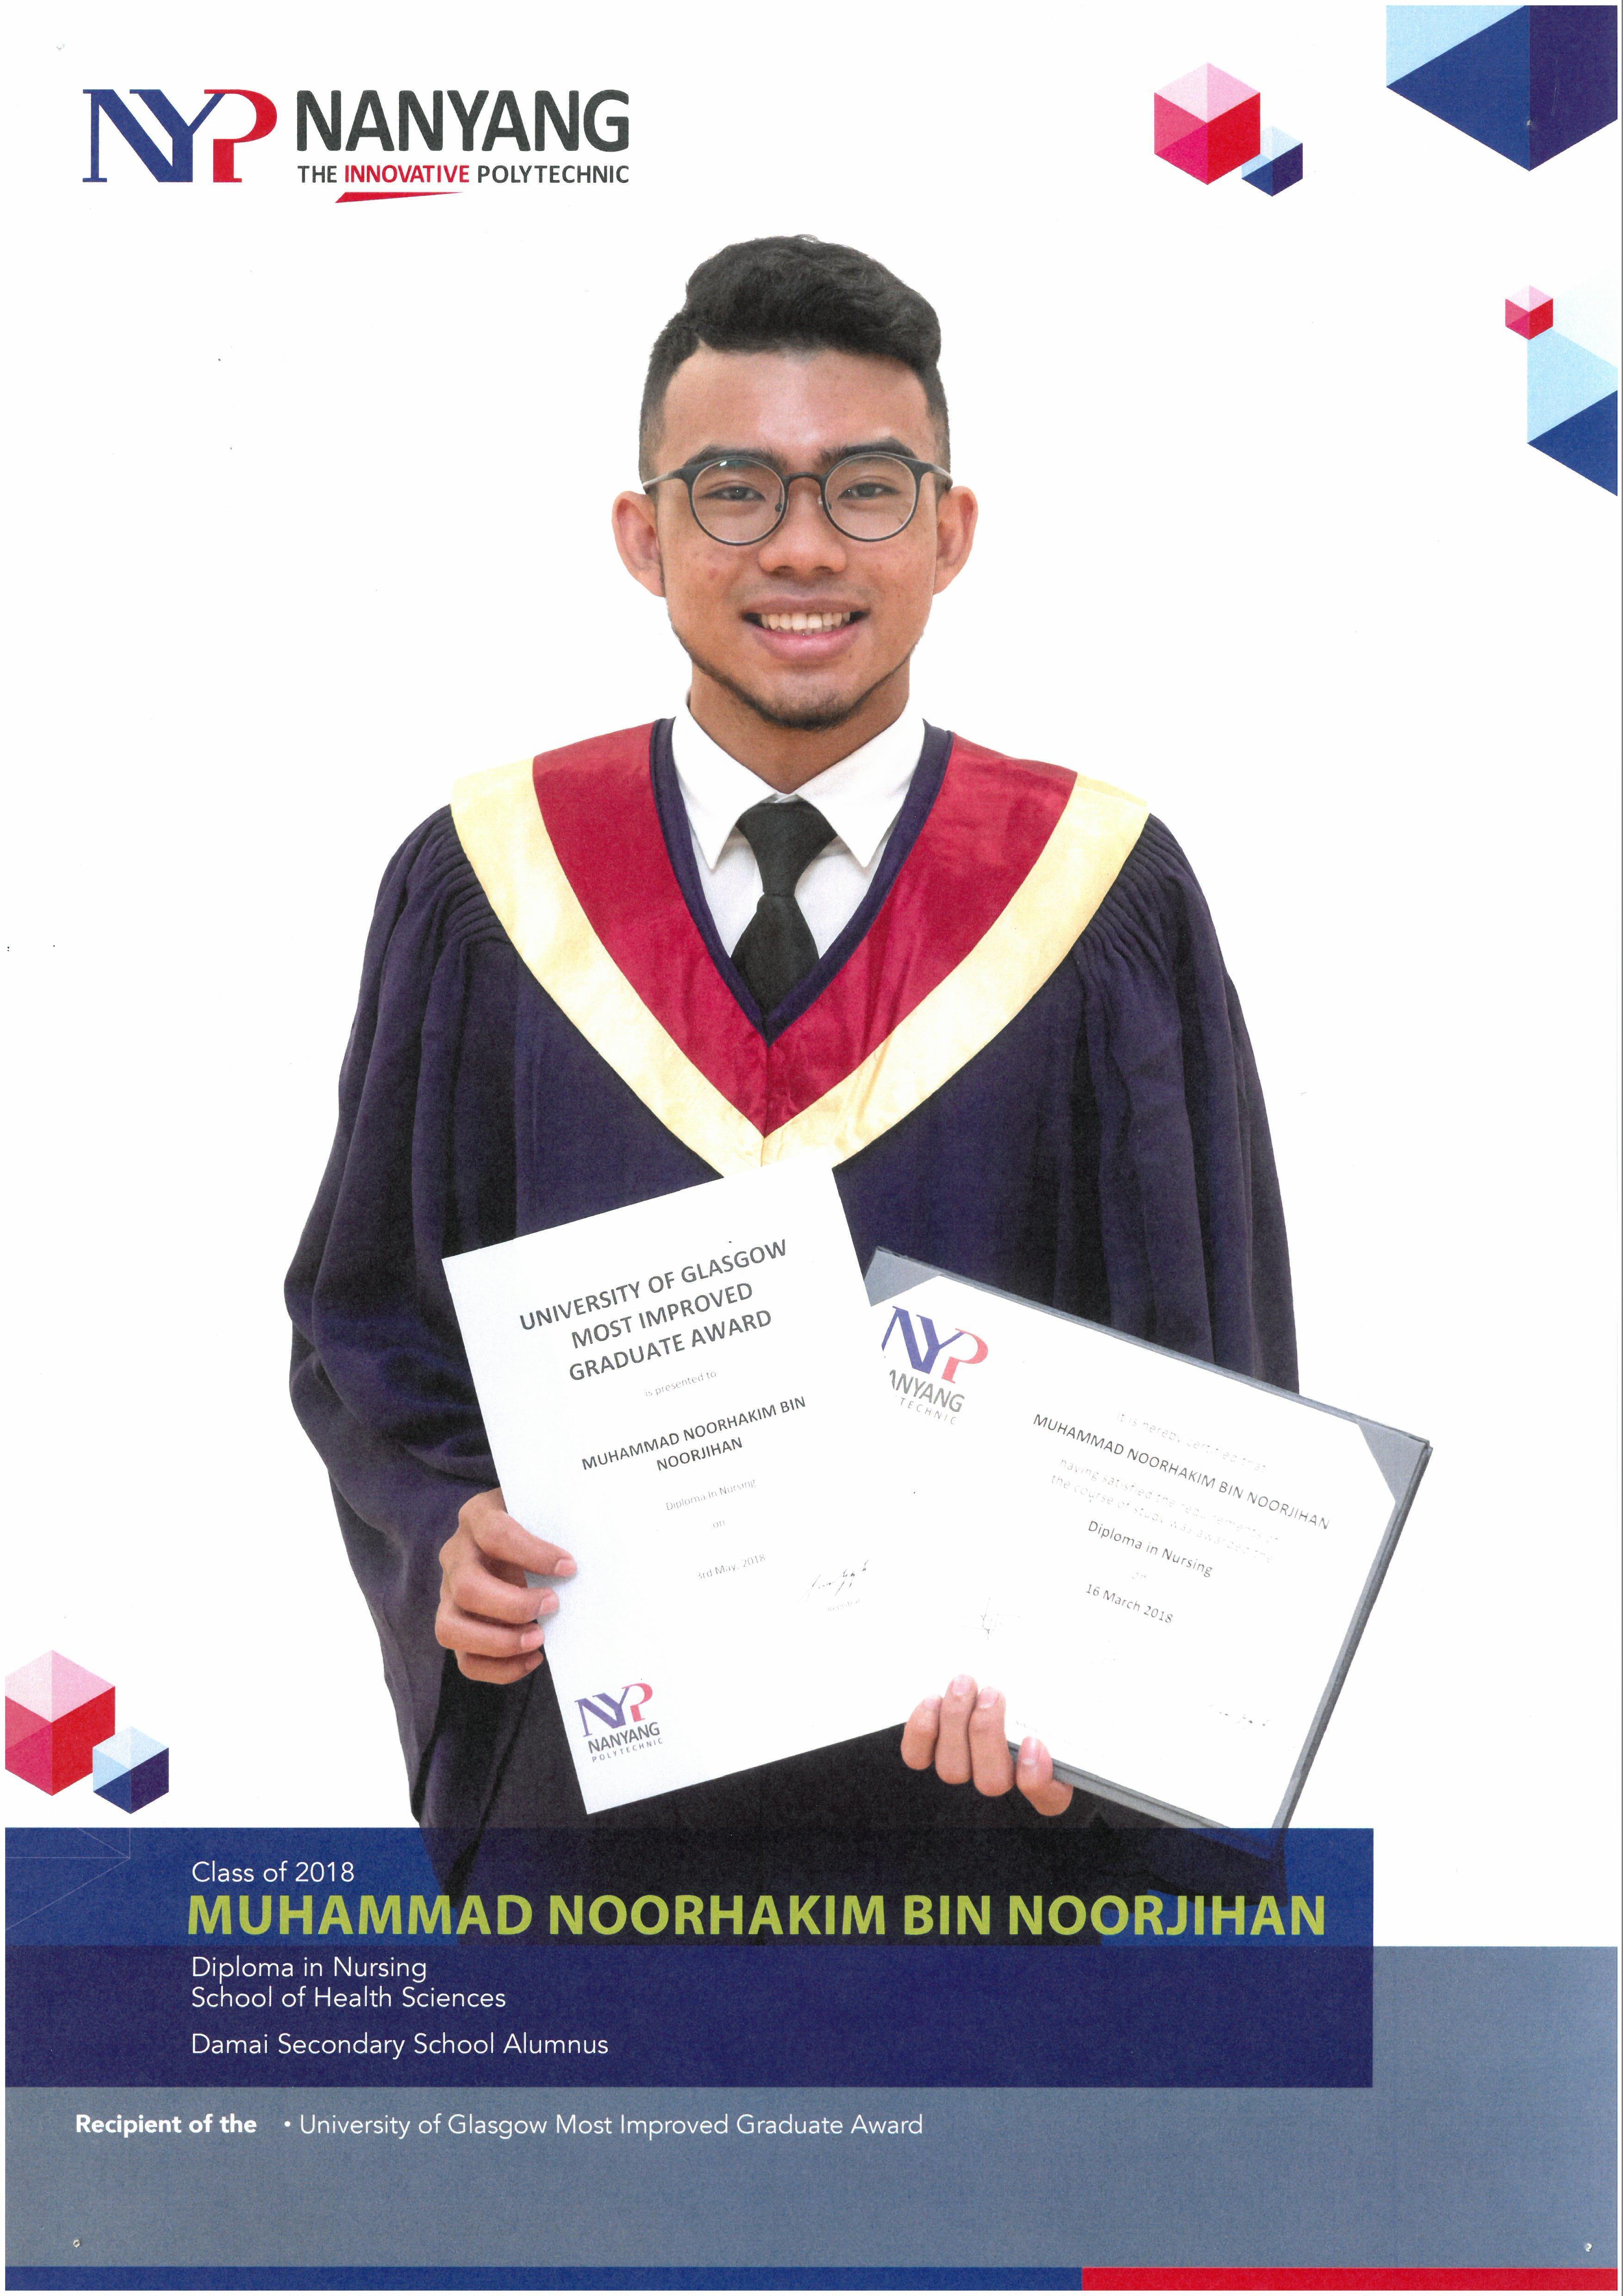 NYP NANYANG
THE INNOVATIVE POLYTECHNIC
UNIVERSITY OF GLASGOW
MOST IMPROVED
GRADUATE AWARD
is presented to
MUHAMMAD NOORHAKIM BIN
NOORJIHAN
Diploma in Nursing
on
3rd May, 2018
NYP
NANYANG
POLYTECHNIC
NYP
ANYANG
TECHNIC
It is hereby certified that
MUHAMMAD NOORHAKIM BIN NOORJIHAN
having satisfied the requirements of
the course of study was awarded the
Diploma in Nursing
on
16 March 2018
Class of 2018
MUHAMMAD NOORHAKIM BIN NOORJIHAN
Diploma in Nursing
School of Health Sciences
Damai Secondary School Alumnus
Recipient of the • University of Glasgow Most Improved Graduate Award